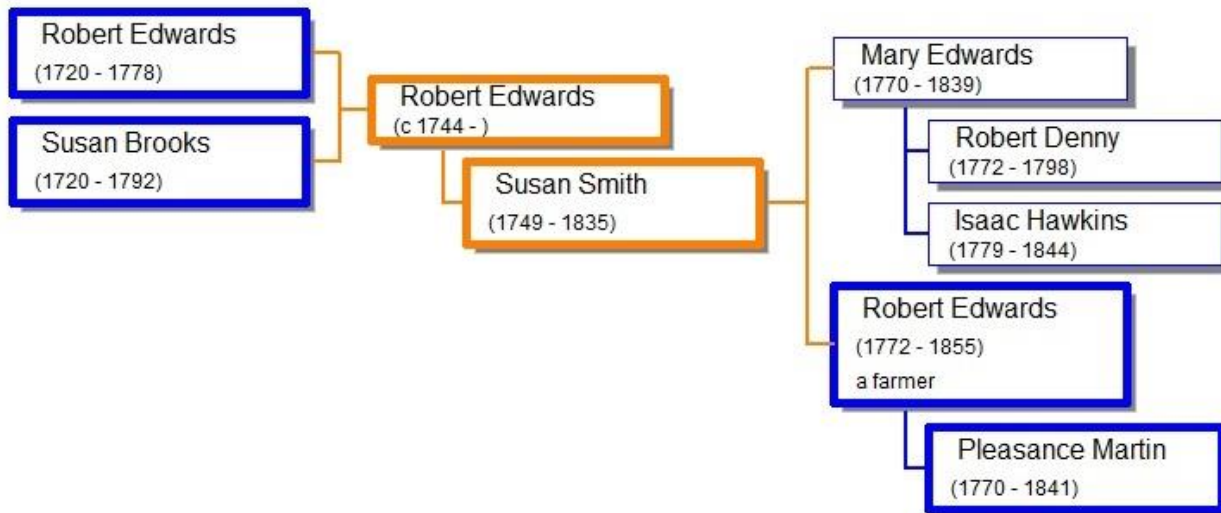 Robert Edwards
(1720 - 1778)
Susan Brooks
(1720 - 1792)
Robert Edwards
(c 1744 - )
Susan Smith
(1749 - 1835)
Mary Edwards
(1770 - 1839)
Robert Denny
(1772 - 1798)
Isaac Hawkins
(1779 - 1844)
Robert Edwards
(1772 - 1855)
a farmer
Pleasance Martin
(1770 - 1841)